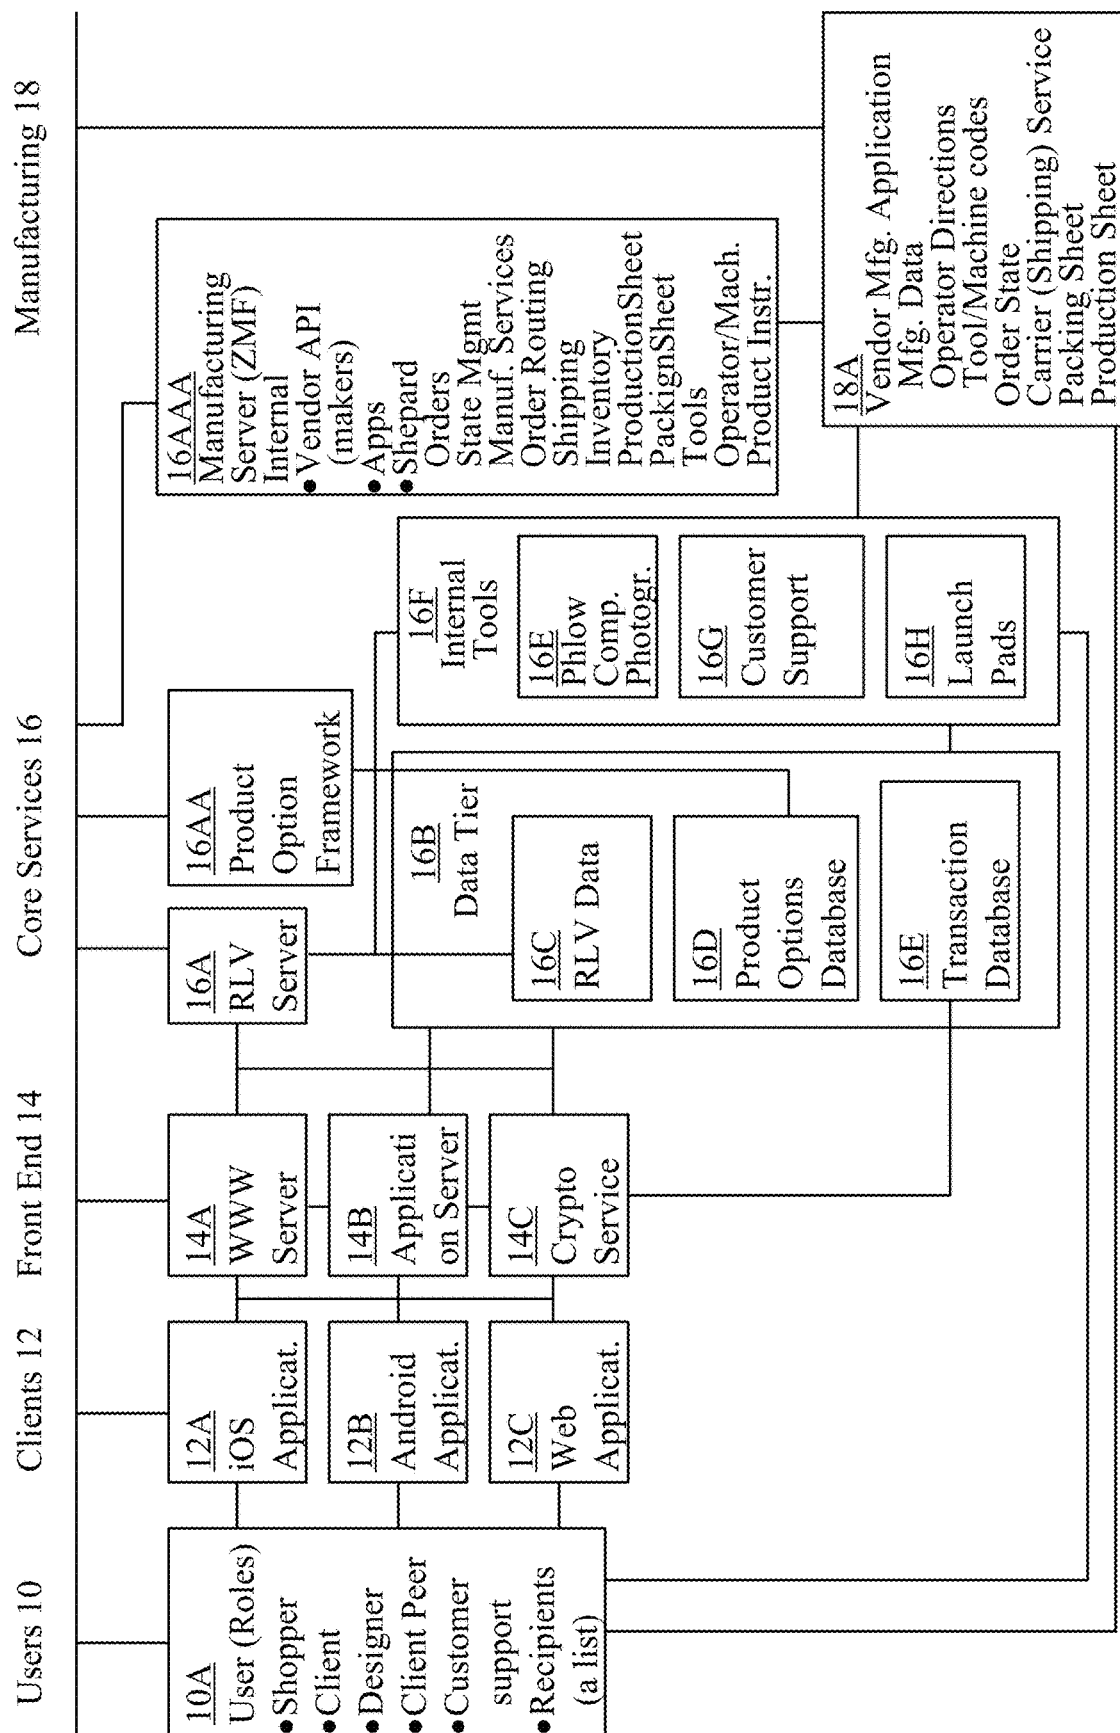 Users 10
Clients 12
Front End 14
Core Services 16
Manufacturing 18
10A
User (Roles)
●Shopper
●Client
●Designer
●Client Peer
●Customer
support
●Recipients
(a list)
12A
iOS
Applicat.
12B
Android
Applicat.
12C
Web
Applicat.
14A
WWW
Server
14B
Applicati
on Server
14C
Crypto
Service
16A
RLV
Server
16AA
Product
Option
Framework
16B
Data Tier
16C
RLV Data
16D
Product
Options
Database
16E
Transaction
Database
16F
Internal
Tools
16E
Phlow
Comp.
Photogr.
16G
Customer
Support
16H
Launch
Pads
16AAA
Manufacturing
Server (ZMF)
Internal
●Vendor API
(makers)
●Apps
●Shepard
Orders
State Mgmt
Manuf. Services
Order Routing
Shipping
Inventory
ProductionSheet
PackignSheet
Tools
Operator/Mach.
Product Instr.
18A
Vendor Mfg. Application
Mfg. Data
Operator Directions
Tool/Machine codes
Order State
Carrier (Shipping) Service
Packing Sheet
Production Sheet